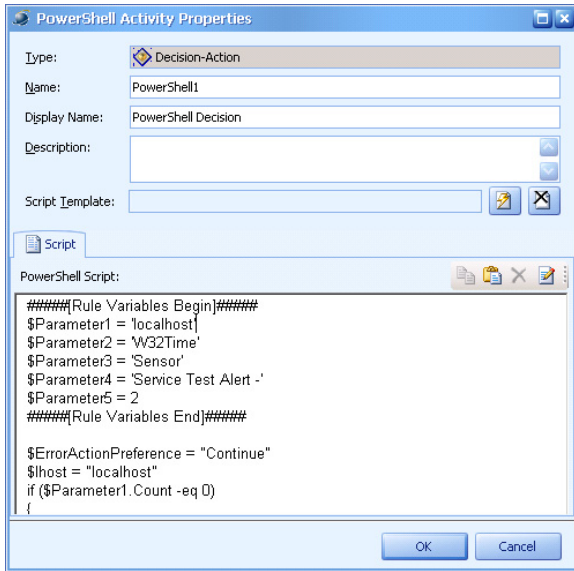 PowerShell Activity Properties
Type: Decision-Action
Name: PowerShell1
Display Name: PowerShell Decision
Description:
Script Template:
Script
PowerShell Script:
#####[Rule Variables Begin]#####
$Parameter1 = 'localhost'
$Parameter2 = 'W32Time'
$Parameter3 = 'Sensor'
$Parameter4 = 'Service Test Alert -'
$Parameter5 = 2
#####[Rule Variables End]#####
$ErrorActionPreference = "Continue"
$lhost = "localhost"
if ($Parameter1.Count -eq 0)
{
OK Cancel